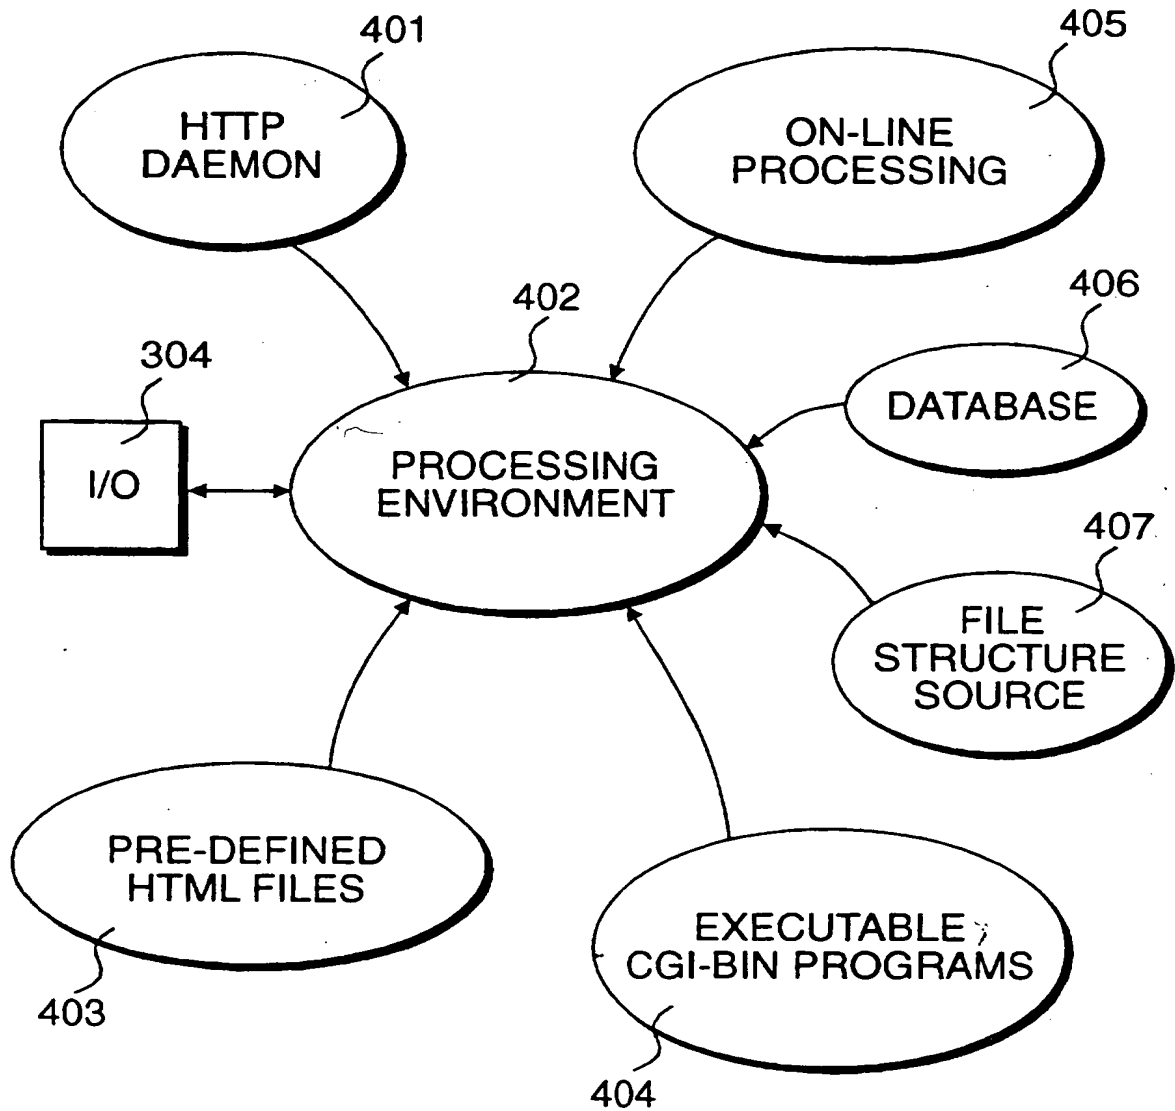 401
HTTP
DAEMON
405
ON-LINE
PROCESSING
402
PROCESSING
ENVIRONMENT
304
I/O
406
DATABASE
407
FILE
STRUCTURE
SOURCE
PRE-DEFINED
HTML FILES
403
EXECUTABLE
CGI-BIN PROGRAMS
404